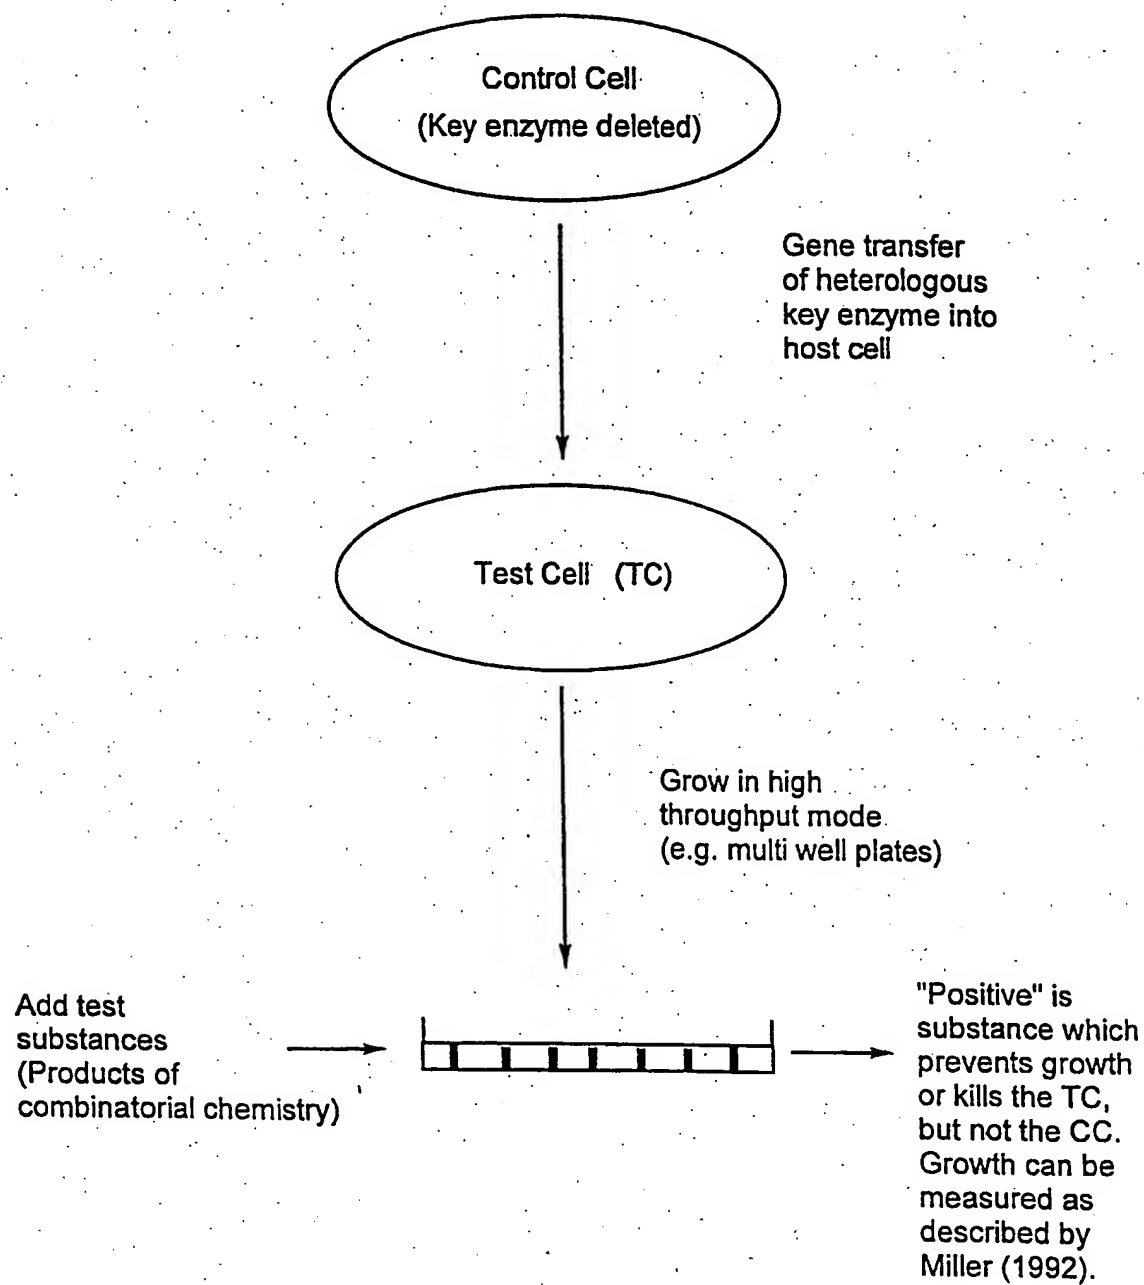 Control Cell
(Key enzyme deleted)
Gene transfer
of heterologous
key enzyme into
host cell
Test Cell (TC)
Grow in high
throughput mode
(e.g. multi well plates)
Add test
substances
(Products of
combinatorial chemistry)
"Positive" is
substance which
prevents growth
or kills the TC,
but not the CC.
Growth can be
measured as
described by
Miller (1992).